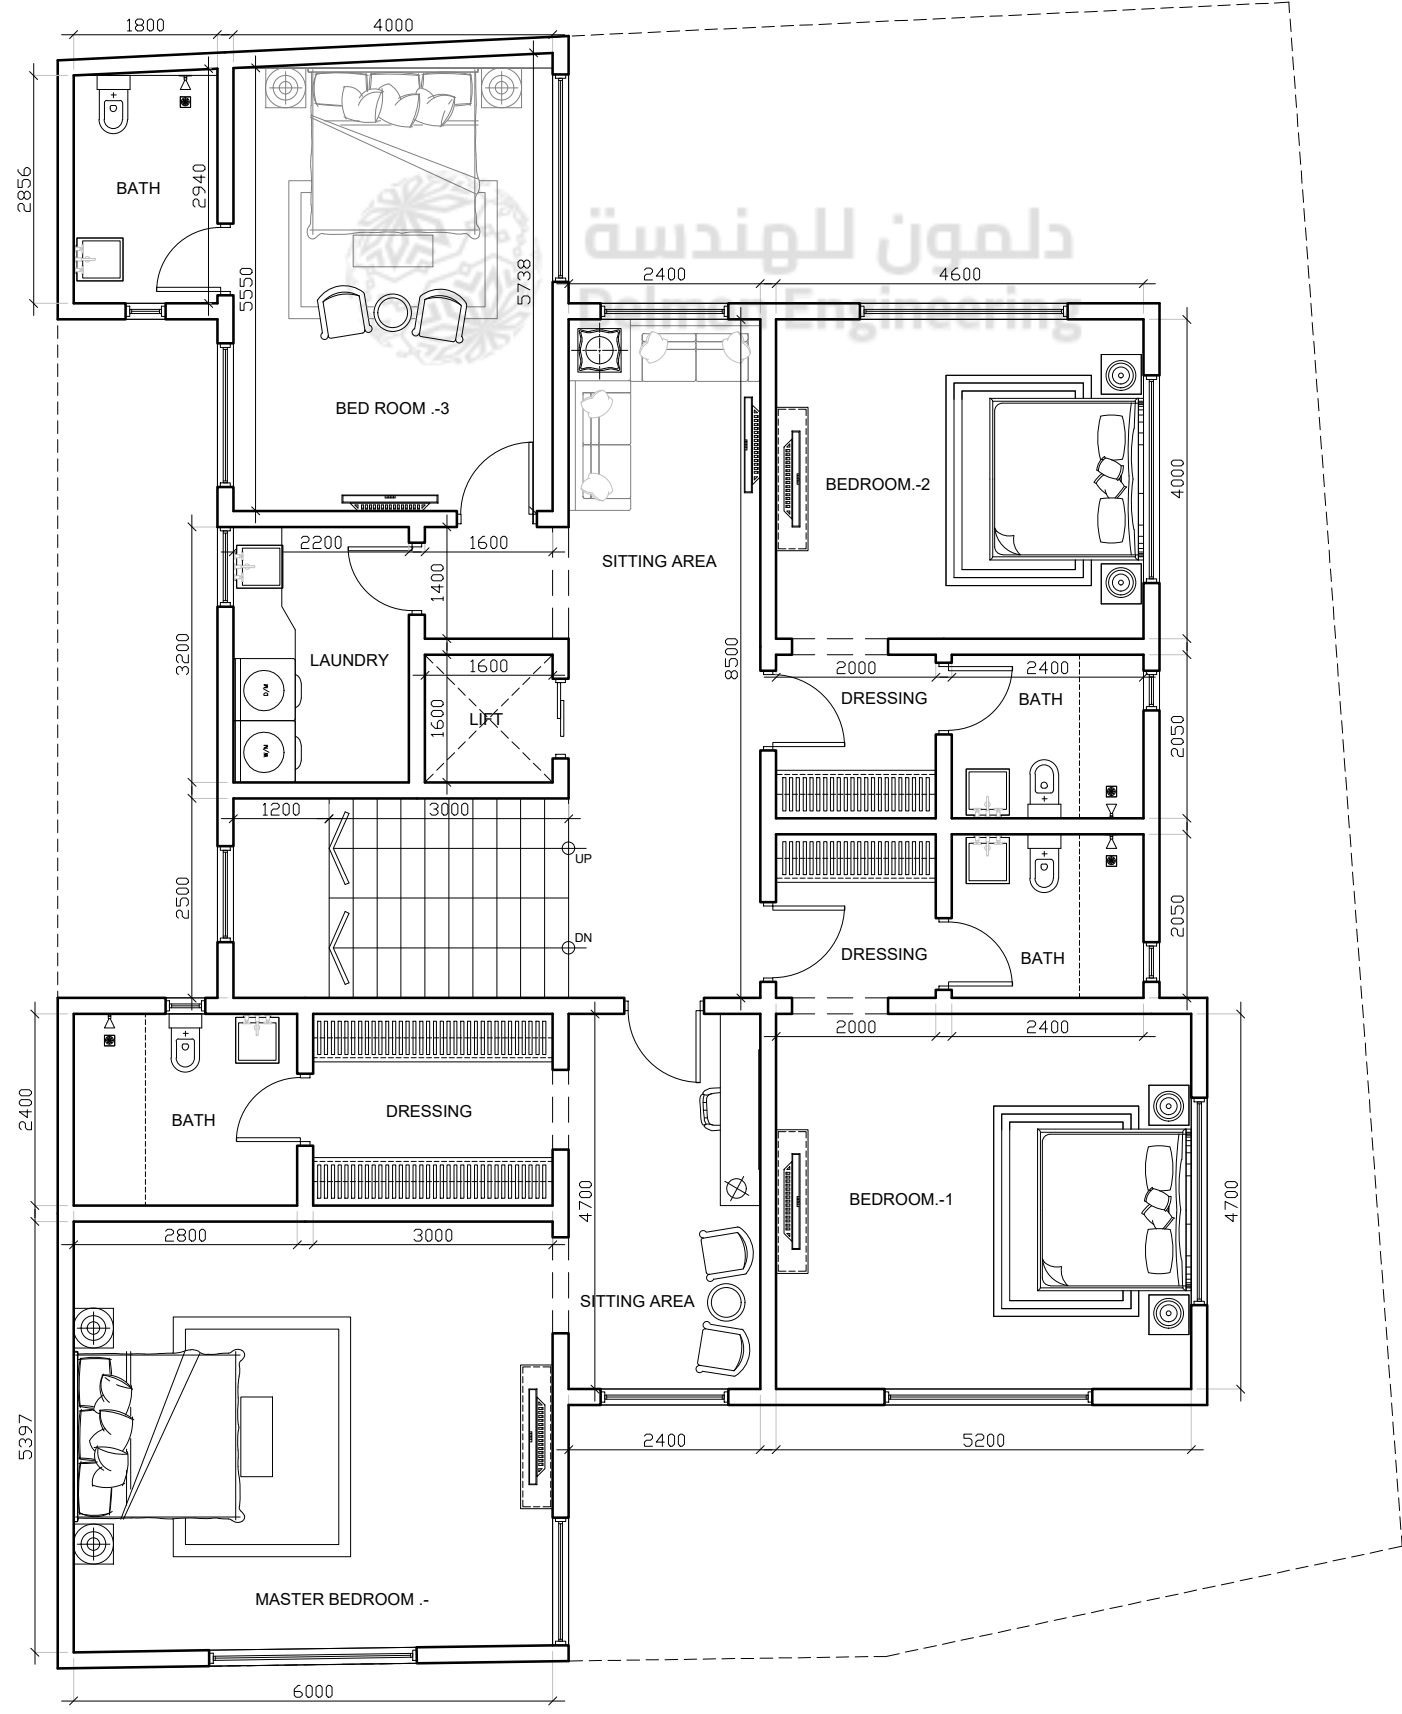 1800
4000
2856
BATH
2940
5550
5738
دلمون للهندسة
Delmon Engineering
2400
4600
BED ROOM .-3
BEDROOM.-2
4000
2200
1600
1400
SITTING AREA
3200
LAUNDRY
1600
8500
2000
2400
DRESSING
BATH
LIFT
1600
2050
D/M
W/M
1200
3000
UP
2500
DN
2050
DRESSING
BATH
2000
2400
2400
BATH
DRESSING
4700
BEDROOM.-1
4700
2800
3000
SITTING AREA
5397
2400
5200
MASTER BEDROOM .-
6000